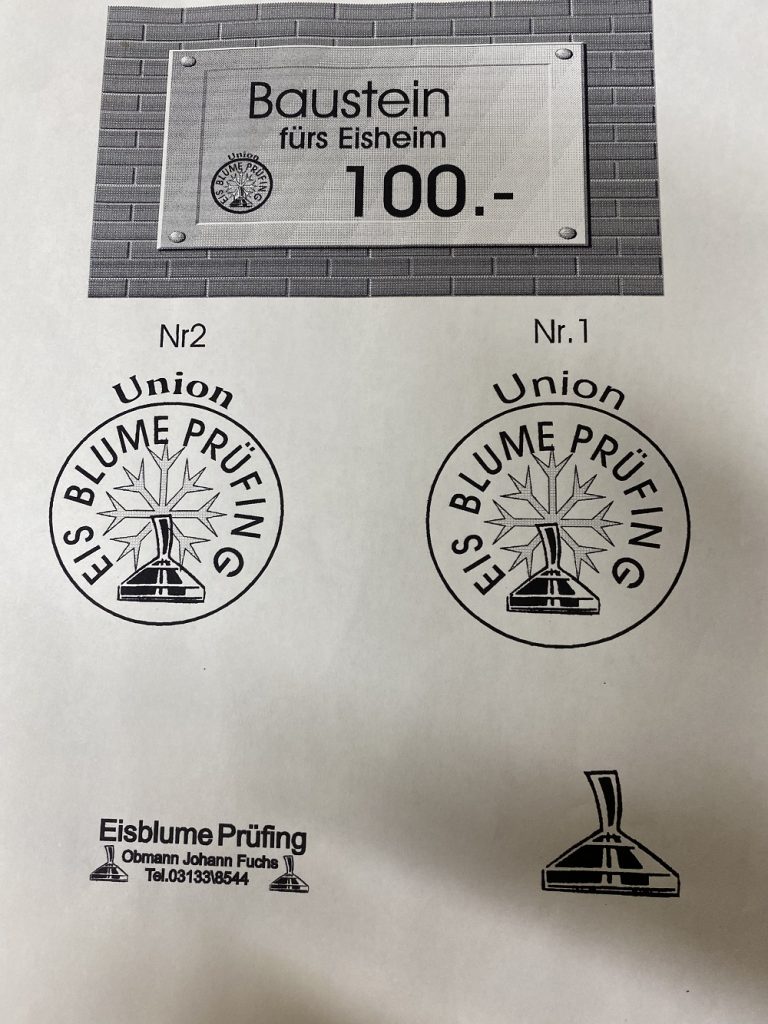 Baustein
fürs Eisheim
Union
EIS BLUME PRÜFING
100.-
Nr2
Nr.1
Union
EIS BLUME PRÜFING
Union
EIS BLUME PRÜFING
Eisblume Prüfing
Obmann Johann Fuchs
Tel.03133\8544